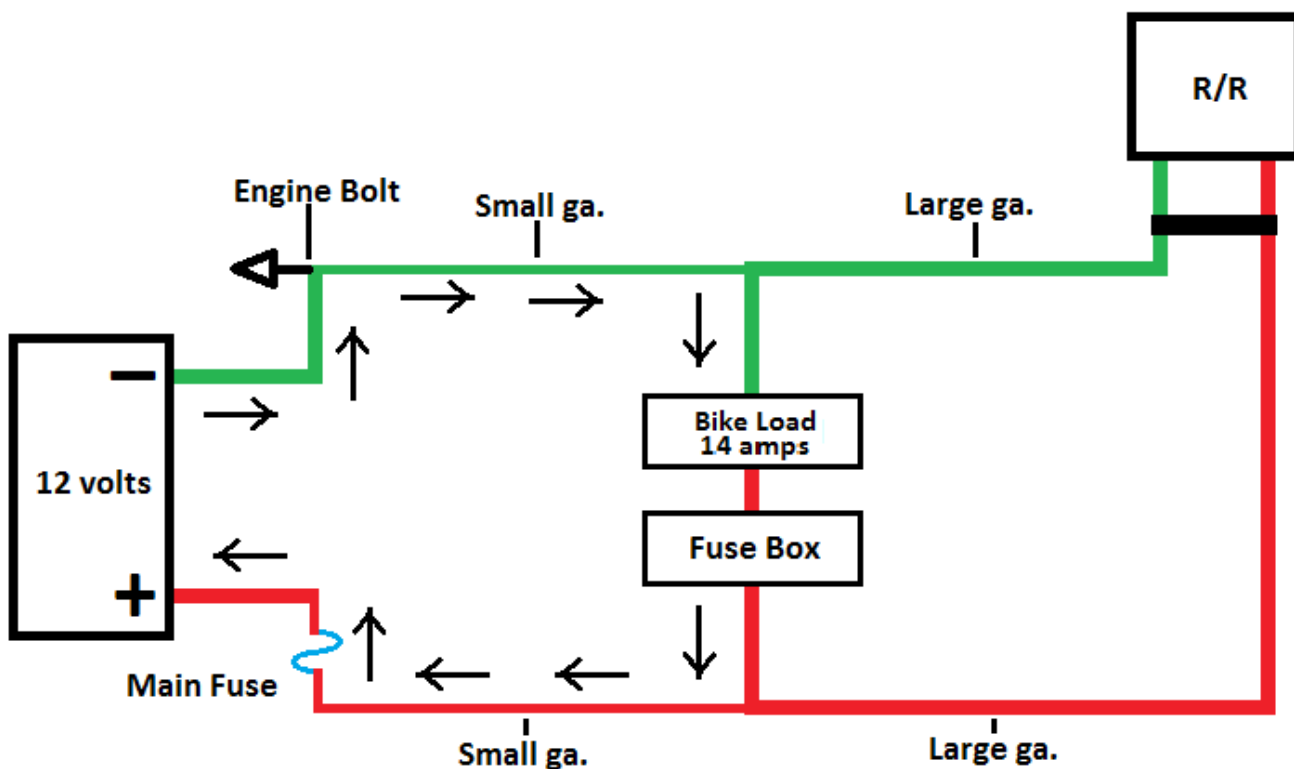 R/R
Engine Bolt
Small ga.
Large ga.
−
12 volts
+
Bike Load
14 amps
Fuse Box
Main Fuse
Small ga.
Large ga.